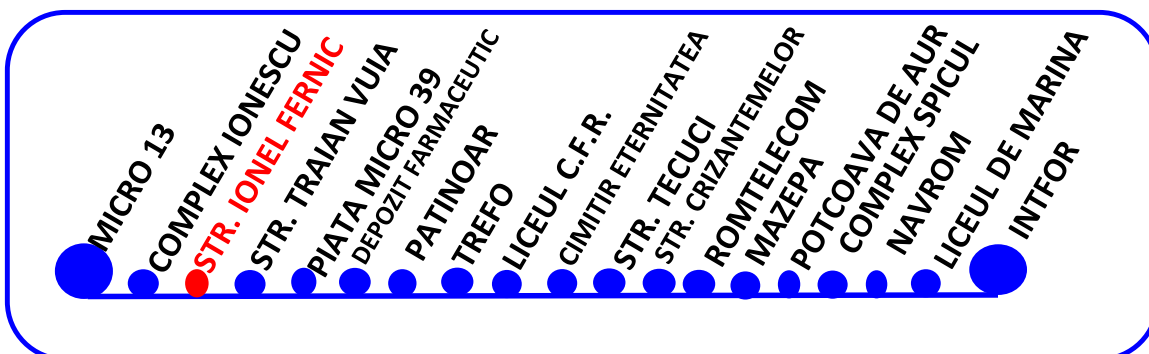 MICRO 13
COMPLEX IONESCU
STR. IONEL FERNIC
STR. TRAIAN VUIA
PIATA MICRO 39
DEPOZIT FARMACEUTIC
PATINOAR
TREFO
LICEUL C.F.R.
CIMITIR ETERNITATEA
STR. TECUCI
STR. CRIZANTEMELOR
ROMTELECOM
MAZEPA
POTCOAVA DE AUR
COMPLEX SPICUL
NAVROM
LICEUL DE MARINA
INTFOR